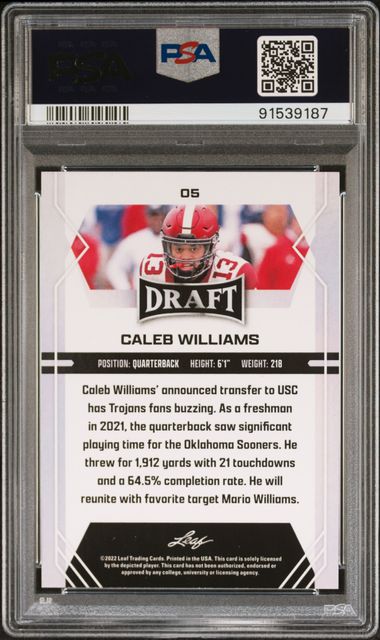 PSA
PSA
91539187
05
13
13
DRAFT
CALEB WILLIAMS
POSITION: QUARTERBACK HEIGHT: 6'1" WEIGHT: 218
Caleb Williams' announced transfer to USC
has Trojans fans buzzing. As a freshman
in 2021, the quarterback saw significant
playing time for the Oklahoma Sooners. He
threw for 1,912 yards with 21 touchdowns
and a 64.5% completion rate. He will
reunite with favorite target Mario Williams.
Leaf
©2022 Leaf Trading Cards. Printed in the USA. This card is solely licensed
by the depicted player. This card has not been authorized, endorsed or
approved by any college, university or licensing agency.
PSA